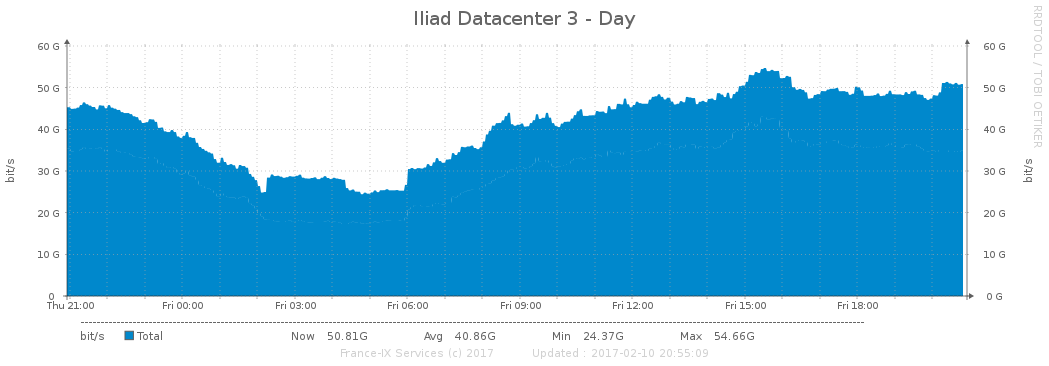 Iliad Datacenter 3 - Day
RRDTOOL / TOBI OETIKER
60 G 60 G
50 G 50 G
40 G 40 G
30 G 30 G
20 G 20 G
10 G 10 G
0 0 G
bit/s bit/s
Thu 21:00 Fri 00:00 Fri 03:00 Fri 06:00 Fri 09:00 Fri 12:00 Fri 15:00 Fri 18:00
bit/s Total Now 50.81G Avg 40.86G Min 24.37G Max 54.66G
France-IX Services (c) 2017 Updated : 2017-02-10 20:55:09